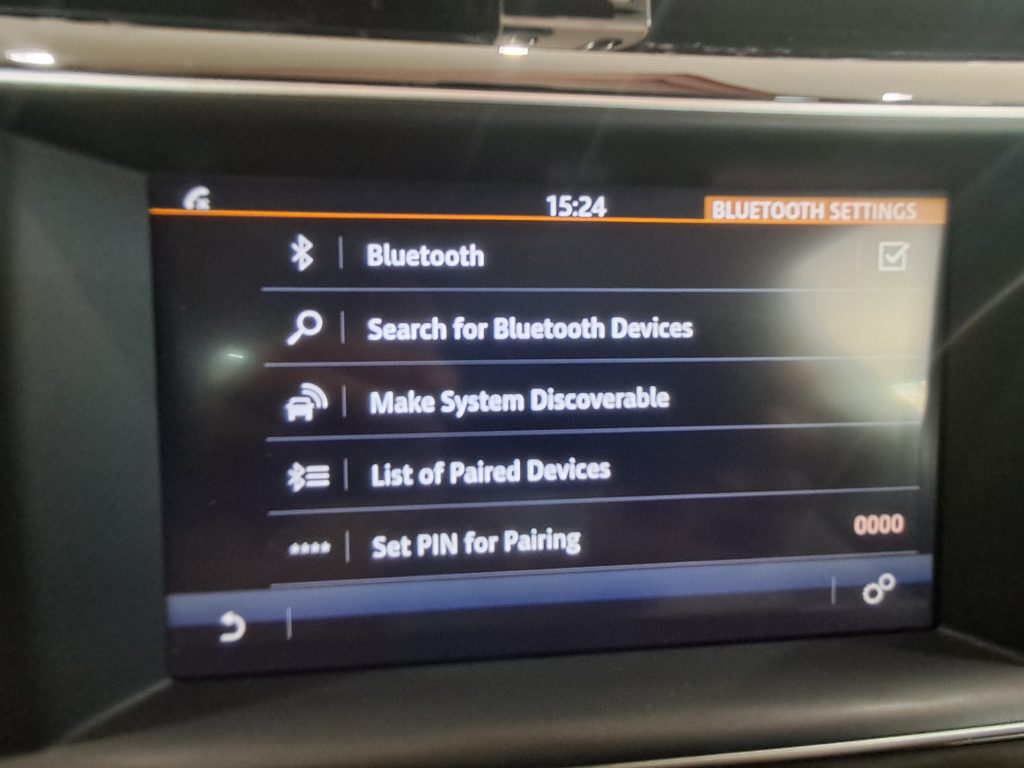 15:24
BLUETOOTH SETTINGS
Bluetooth
Search for Bluetooth Devices
Make System Discoverable
List of Paired Devices
**** Set PIN for Pairing 0000